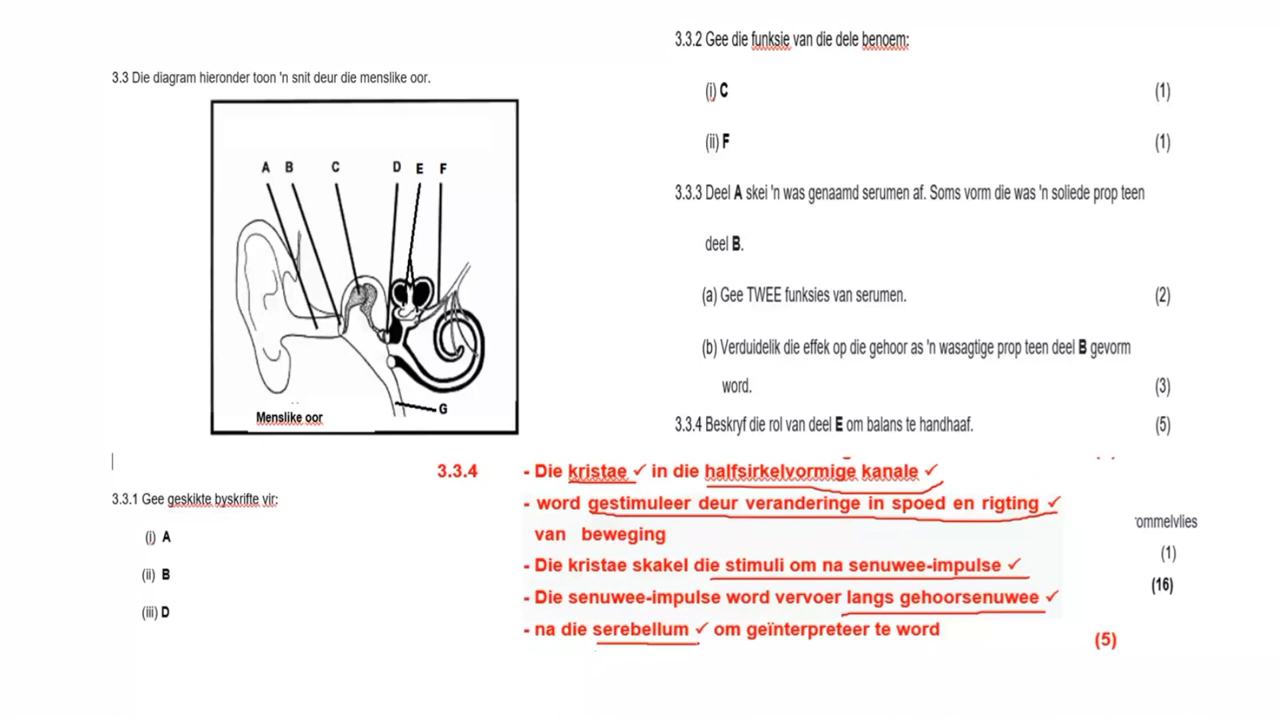 3.3 Die diagram hieronder toon 'n snit deur die menslike oor.
A B C D E F
G
Menslike oor
3.3.1 Gee geskikte byskrifte vir:
(i) A
(ii) B
(iii) D
3.3.2 Gee die funksie van die dele benoem:
(i) C (1)
(ii) F (1)
3.3.3 Deel A skei 'n was genaamd serumen af. Soms vorm die was 'n soliede prop teen
deel B.
(a) Gee TWEE funksies van serumen. (2)
(b) Verduidelik die effek op die gehoor as 'n wasagtige prop teen deel B gevorm
word. (3)
3.3.4 Beskryf die rol van deel E om balans te handhaaf. (5)
3.3.4 - Die kristae ✓ in die halfsirkelvormige kanale ✓
- word gestimuleer deur veranderinge in spoed en rigting ✓
van beweging
- Die kristae skakel die stimuli om na senuwee-impulse ✓
- Die senuwee-impulse word vervoer langs gehoorsenuwee ✓
- na die serebellum ✓ om geïnterpreteer te word
(5)
ommelvlies
(1)
(16)